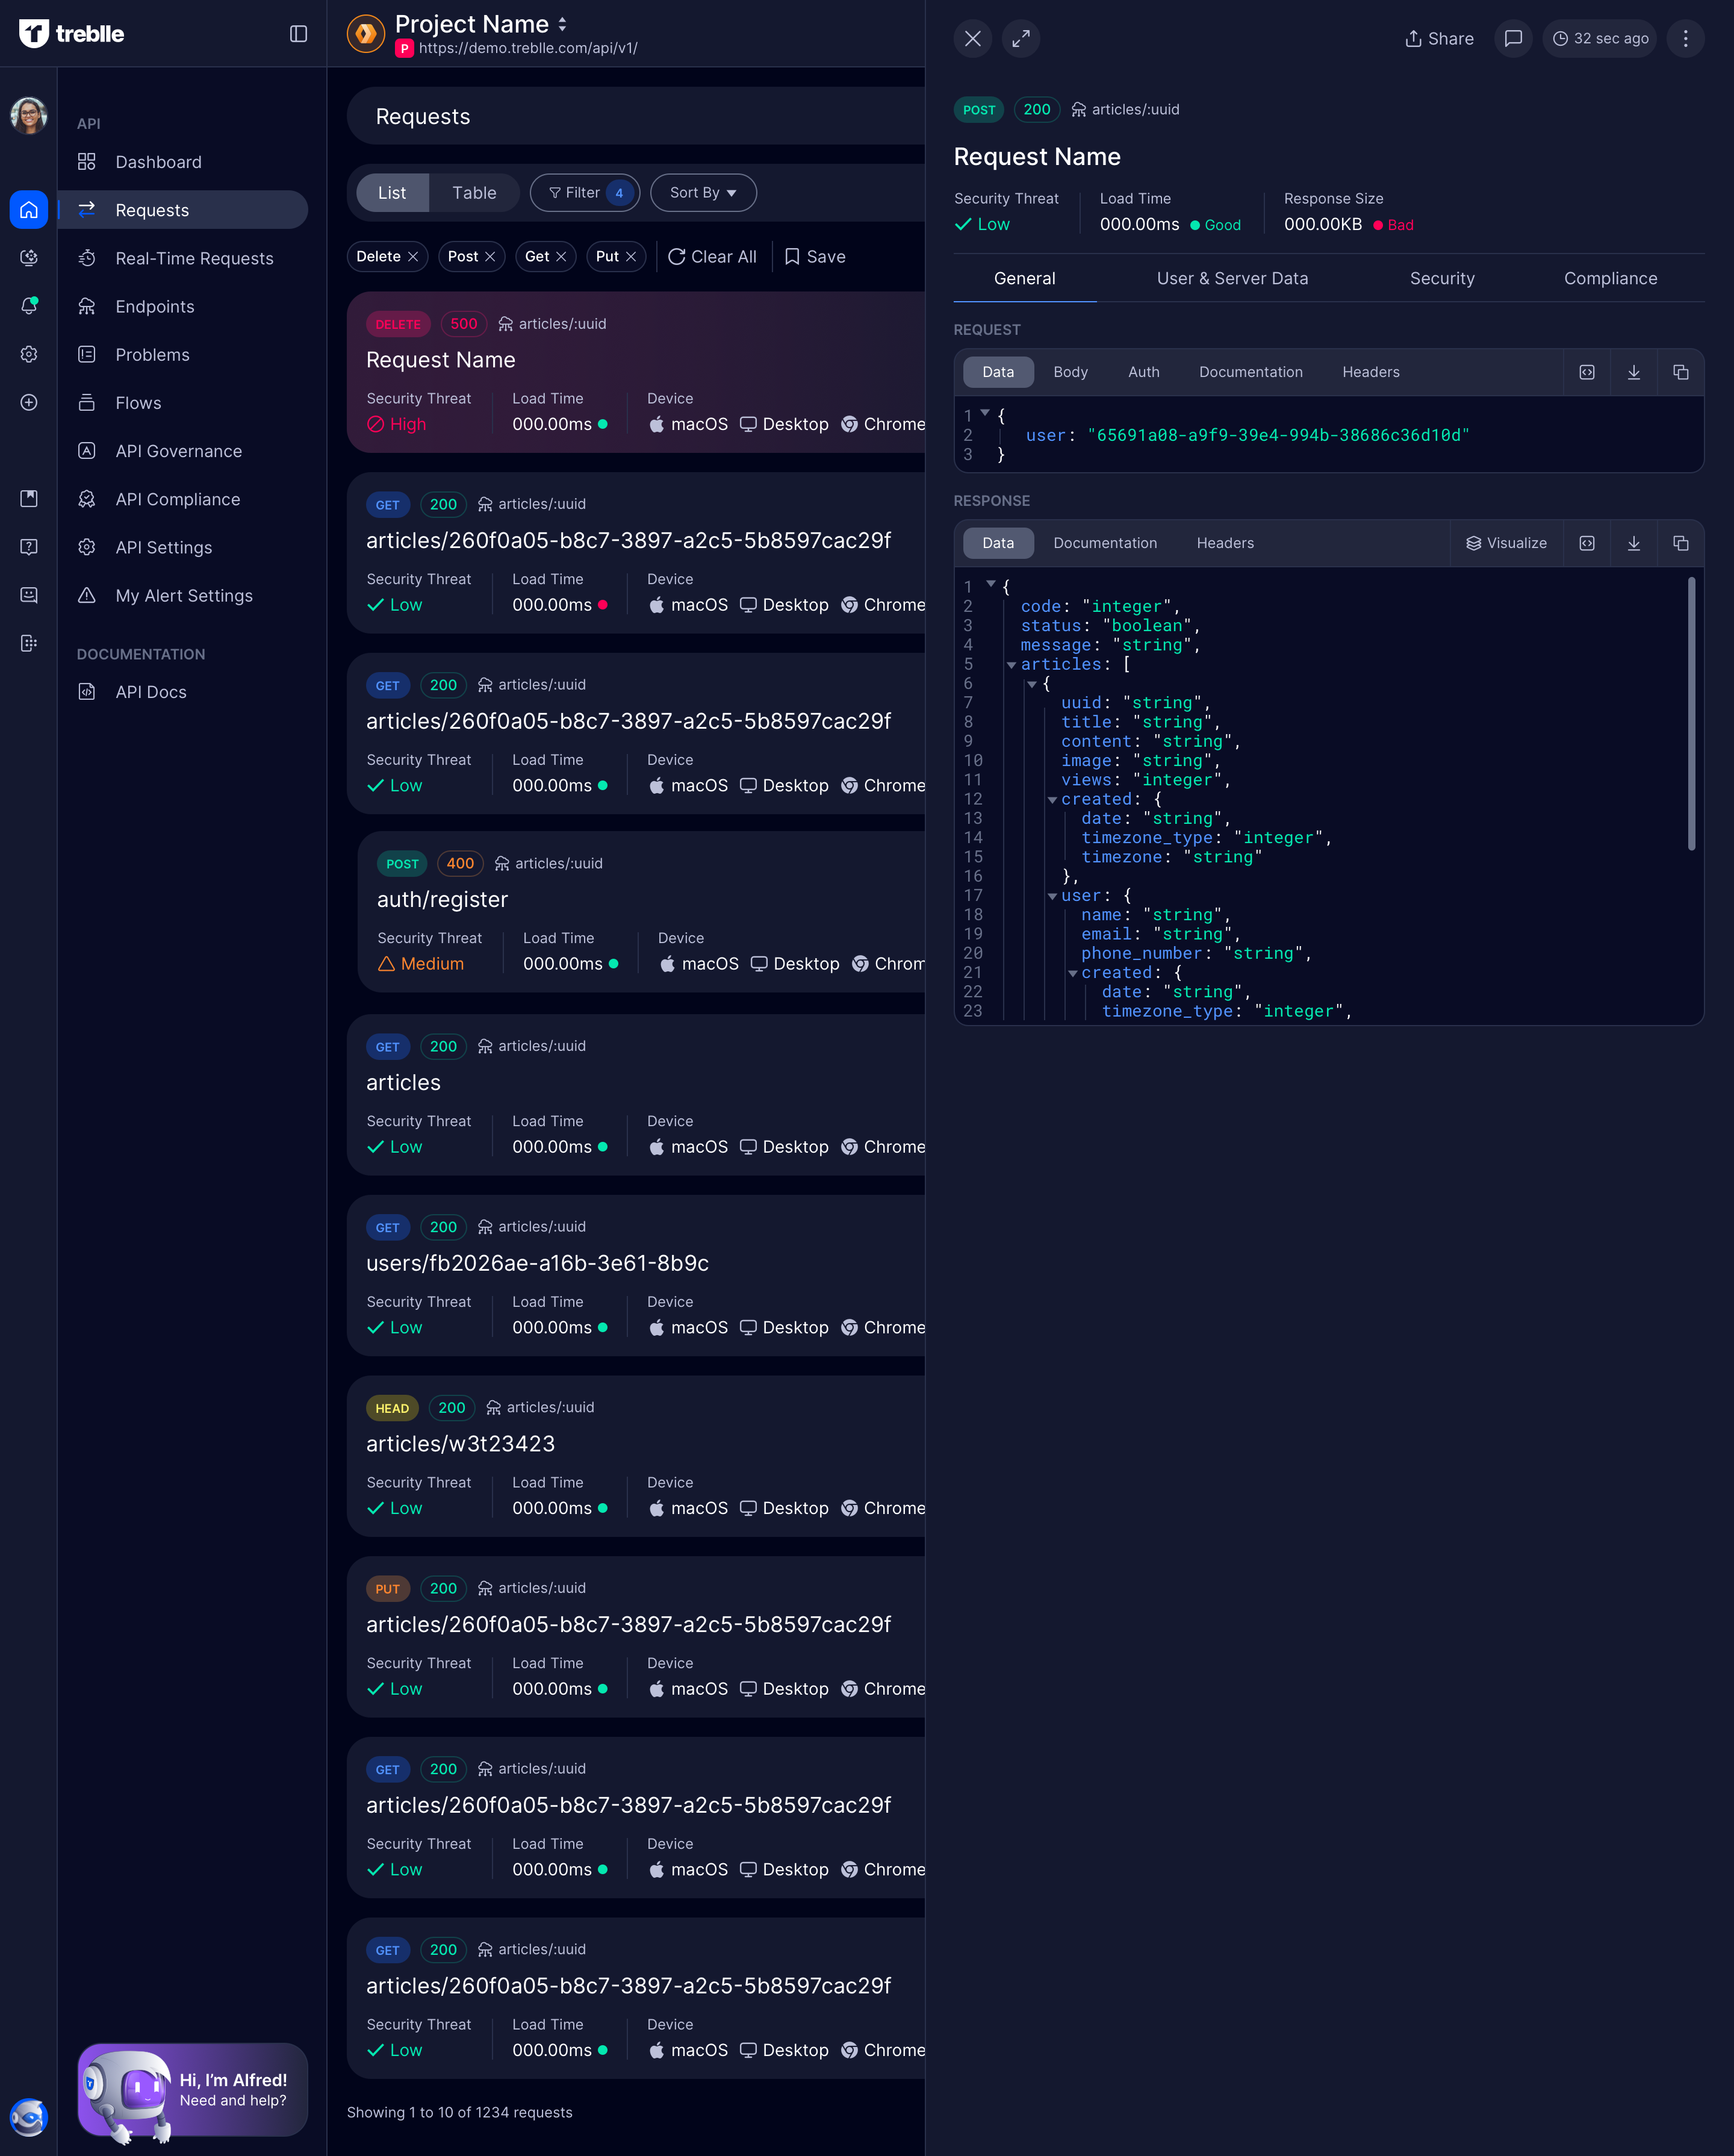 treblle
Project Name
P https://demo.treblle.com/api/v1/
API
Dashboard
Requests
Real-Time Requests
Endpoints
Problems
Flows
API Governance
API Compliance
API Settings
My Alert Settings
DOCUMENTATION
API Docs
Hi, I'm Alfred!
Need and help?
Requests
List Table Filter 4 Sort By
Delete Post Get Put Clear All Save
DELETE 500 articles/:uuid
Request Name
Security Threat Load Time Device
High 000.00ms macOS Desktop Chrome
GET 200 articles/:uuid
articles/260f0a05-b8c7-3897-a2c5-5b8597cac29f
Security Threat Load Time Device
Low 000.00ms macOS Desktop Chrome
GET 200 articles/:uuid
articles/260f0a05-b8c7-3897-a2c5-5b8597cac29f
Security Threat Load Time Device
Low 000.00ms macOS Desktop Chrome
POST 400 articles/:uuid
auth/register
Security Threat Load Time Device
Medium 000.00ms macOS Desktop Chrom
GET 200 articles/:uuid
articles
Security Threat Load Time Device
Low 000.00ms macOS Desktop Chrome
GET 200 articles/:uuid
users/fb2026ae-a16b-3e61-8b9c
Security Threat Load Time Device
Low 000.00ms macOS Desktop Chrome
HEAD 200 articles/:uuid
articles/w3t23423
Security Threat Load Time Device
Low 000.00ms macOS Desktop Chrome
PUT 200 articles/:uuid
articles/260f0a05-b8c7-3897-a2c5-5b8597cac29f
Security Threat Load Time Device
Low 000.00ms macOS Desktop Chrome
GET 200 articles/:uuid
articles/260f0a05-b8c7-3897-a2c5-5b8597cac29f
Security Threat Load Time Device
Low 000.00ms macOS Desktop Chrome
GET 200 articles/:uuid
articles/260f0a05-b8c7-3897-a2c5-5b8597cac29f
Security Threat Load Time Device
Low 000.00ms macOS Desktop Chrome
Showing 1 to 10 of 1234 requests
Share 32 sec ago
POST 200 articles/:uuid
Request Name
Security Threat Load Time Response Size
Low 000.00ms Good 000.00KB Bad
General User & Server Data Security Compliance
REQUEST
Data Body Auth Documentation Headers
1 {
2 user: "65691a08-a9f9-39e4-994b-38686c36d10d"
3 }
RESPONSE
Data Documentation Headers Visualize
1 {
2 code: "integer",
3 status: "boolean",
4 message: "string",
5 articles: [
6 {
7 uuid: "string",
8 title: "string",
9 content: "string",
10 image: "string",
11 views: "integer",
12 created: {
13 date: "string",
14 timezone_type: "integer",
15 timezone: "string"
16 },
17 user: {
18 name: "string",
19 email: "string",
20 phone_number: "string",
21 created: {
22 date: "string",
23 timezone_type: "integer",